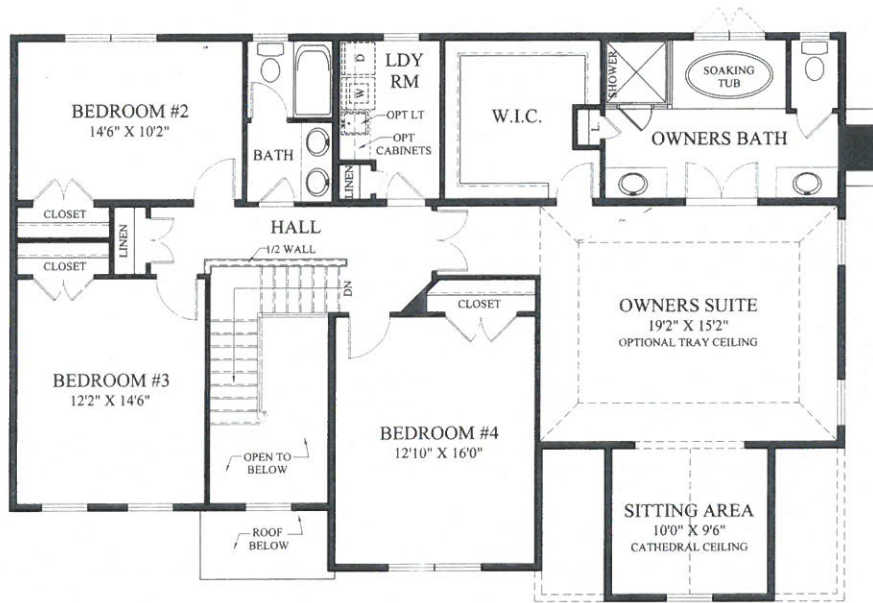 BEDROOM #2
14'6" X 10'2"
BATH
D
W
LDY
RM
OPT LT
OPT
CABINETS
LINEN
W.I.C.
L.
SHOWER
SOAKING
TUB
OWNERS BATH
CLOSET
LINEN
CLOSET
HALL
1/2 WALL
DN
CLOSET
OWNERS SUITE
19'2" X 15'2"
OPTIONAL TRAY CEILING
BEDROOM #3
12'2" X 14'6"
BEDROOM #4
12'10" X 16'0"
OPEN TO
BELOW
ROOF
BELOW
SITTING AREA
10'0" X 9'6"
CATHEDRAL CEILING